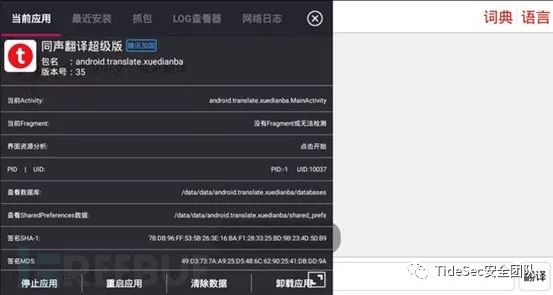 当前应用 最近安装 抓包 LOG查看器 网络日志
词典 语言
同声翻译超级版 腾讯加固
包名 : android.translate.xuedianba
版本号 : 35
当前Activity: android.translate.xuedianba.MainActivity
当前Fragment: 没有Fragment或无法检测
界面资源分析: 点击开始
PID | UID: PID:-1 UID:10037
查看数据库: /data/data/android.translate.xuedianba/databases
查看SharedPreferences数据: /data/data/android.translate.xuedianba/shared_prefs
签名SHA-1: 78:DB:96:FF:53:5B:26:3E:16:BA:F1:28:33:25:BD:9B:23:4D:50:B9
签名MD5: 49:D3:73:7A:A9:25:D5:48:6C:62:90:25:41:DB:DD:9A
停止应用 重启应用 清除数据 卸载应用
REEBUF
翻译
TideSec安全团队